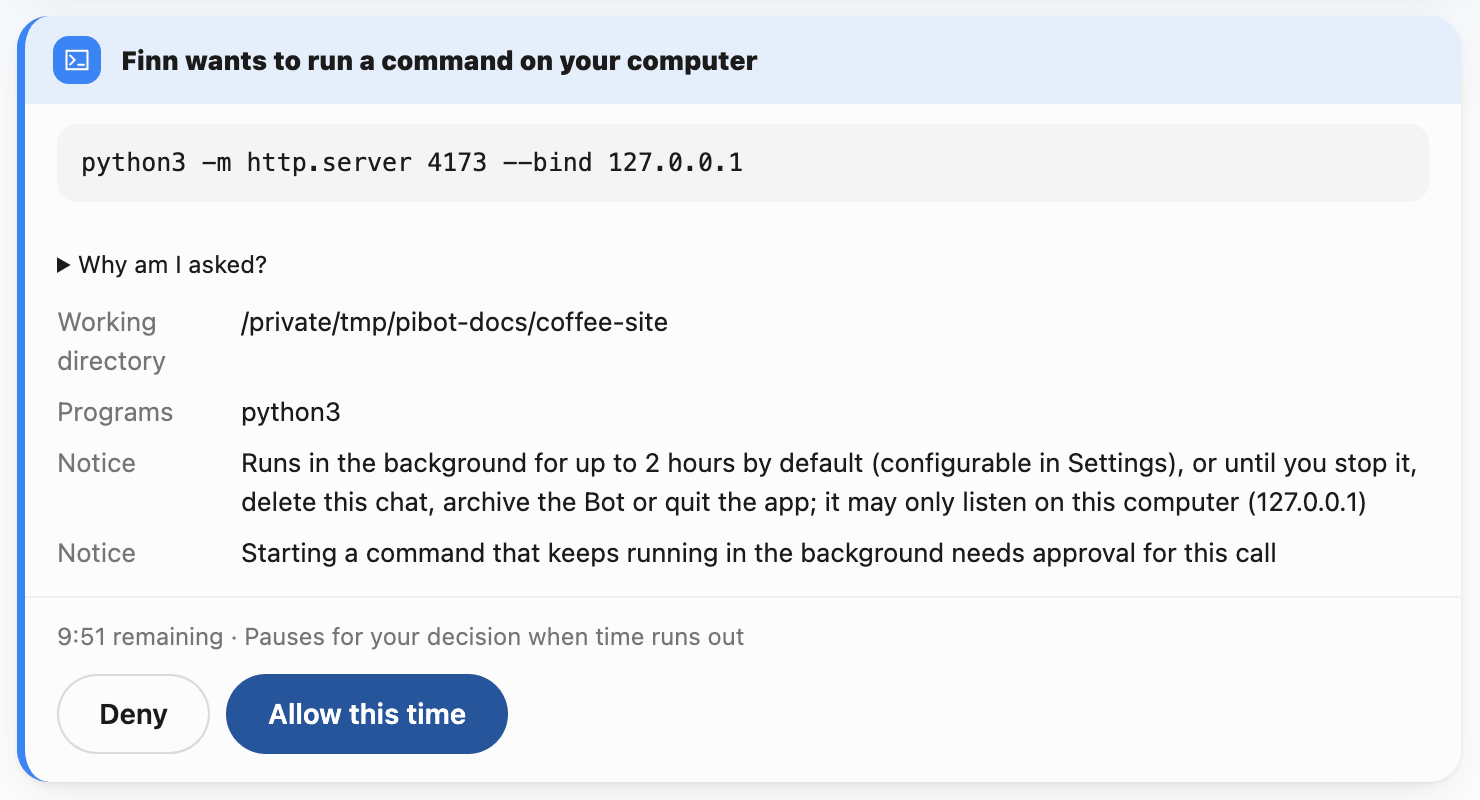 Finn wants to run a command on your computer
python3 -m http.server 4173 --bind 127.0.0.1
Why am I asked?
Working directory
/private/tmp/pibot-docs/coffee-site
Programs
python3
Notice
Runs in the background for up to 2 hours by default (configurable in Settings), or until you stop it,
delete this chat, archive the Bot or quit the app; it may only listen on this computer (127.0.0.1)
Notice
Starting a command that keeps running in the background needs approval for this call
9:51 remaining · Pauses for your decision when time runs out
Deny
Allow this time